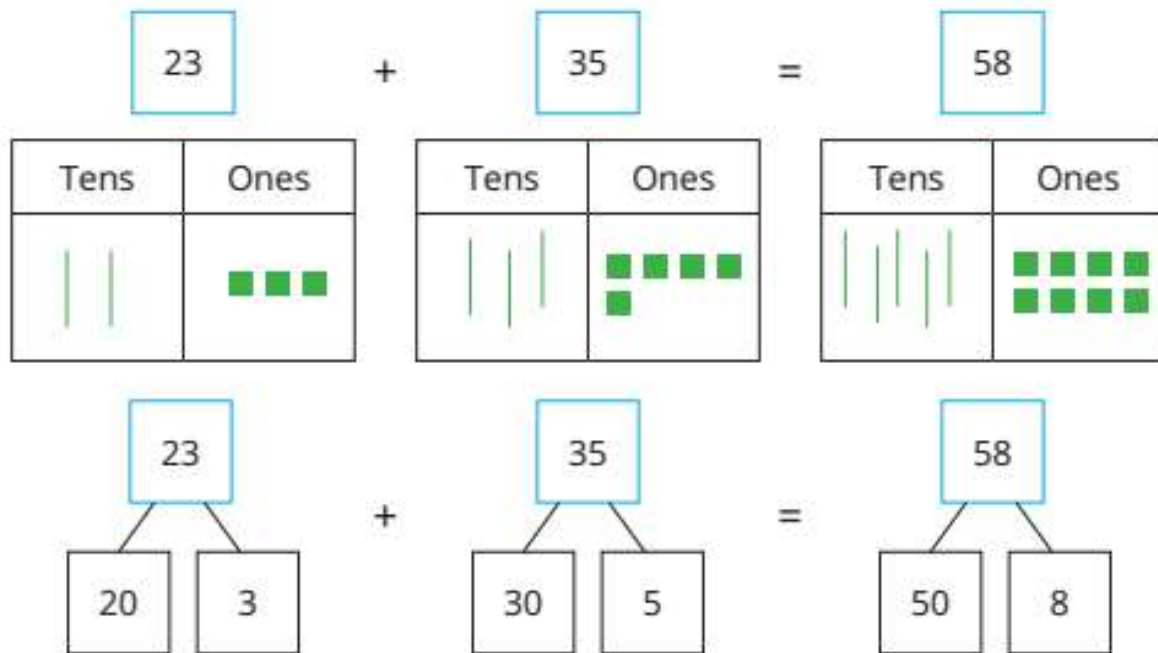 23 + 35 = 58
Tens Ones Tens Ones Tens Ones
23 + 35 = 58
20 3 30 5 50 8